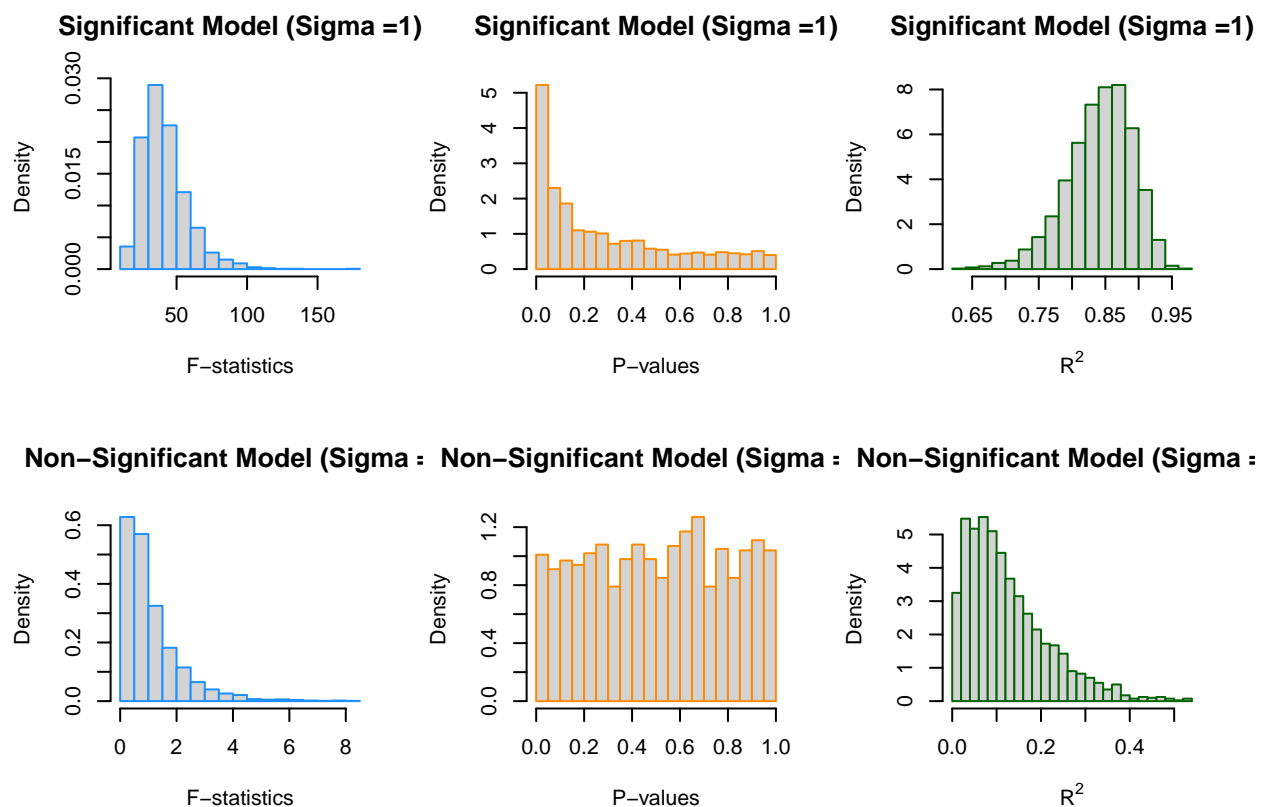 Significant Model (Sigma =1)
Density
0.000 0.015 0.030
50 100 150
F−statistics
Significant Model (Sigma =1)
Density
0 1 2 3 4 5
0.0 0.2 0.4 0.6 0.8 1.0
P−values
Significant Model (Sigma =1)
Density
0 2 4 6 8
0.65 0.75 0.85 0.95
R²
Non−Significant Model (Sigma =
Density
0.0 0.2 0.4 0.6
0 2 4 6 8
F−statistics
Non−Significant Model (Sigma =
Density
0.0 0.4 0.8 1.2
0.0 0.2 0.4 0.6 0.8 1.0
P−values
Non−Significant Model (Sigma =
Density
0 1 2 3 4 5
0.0 0.2 0.4
R²